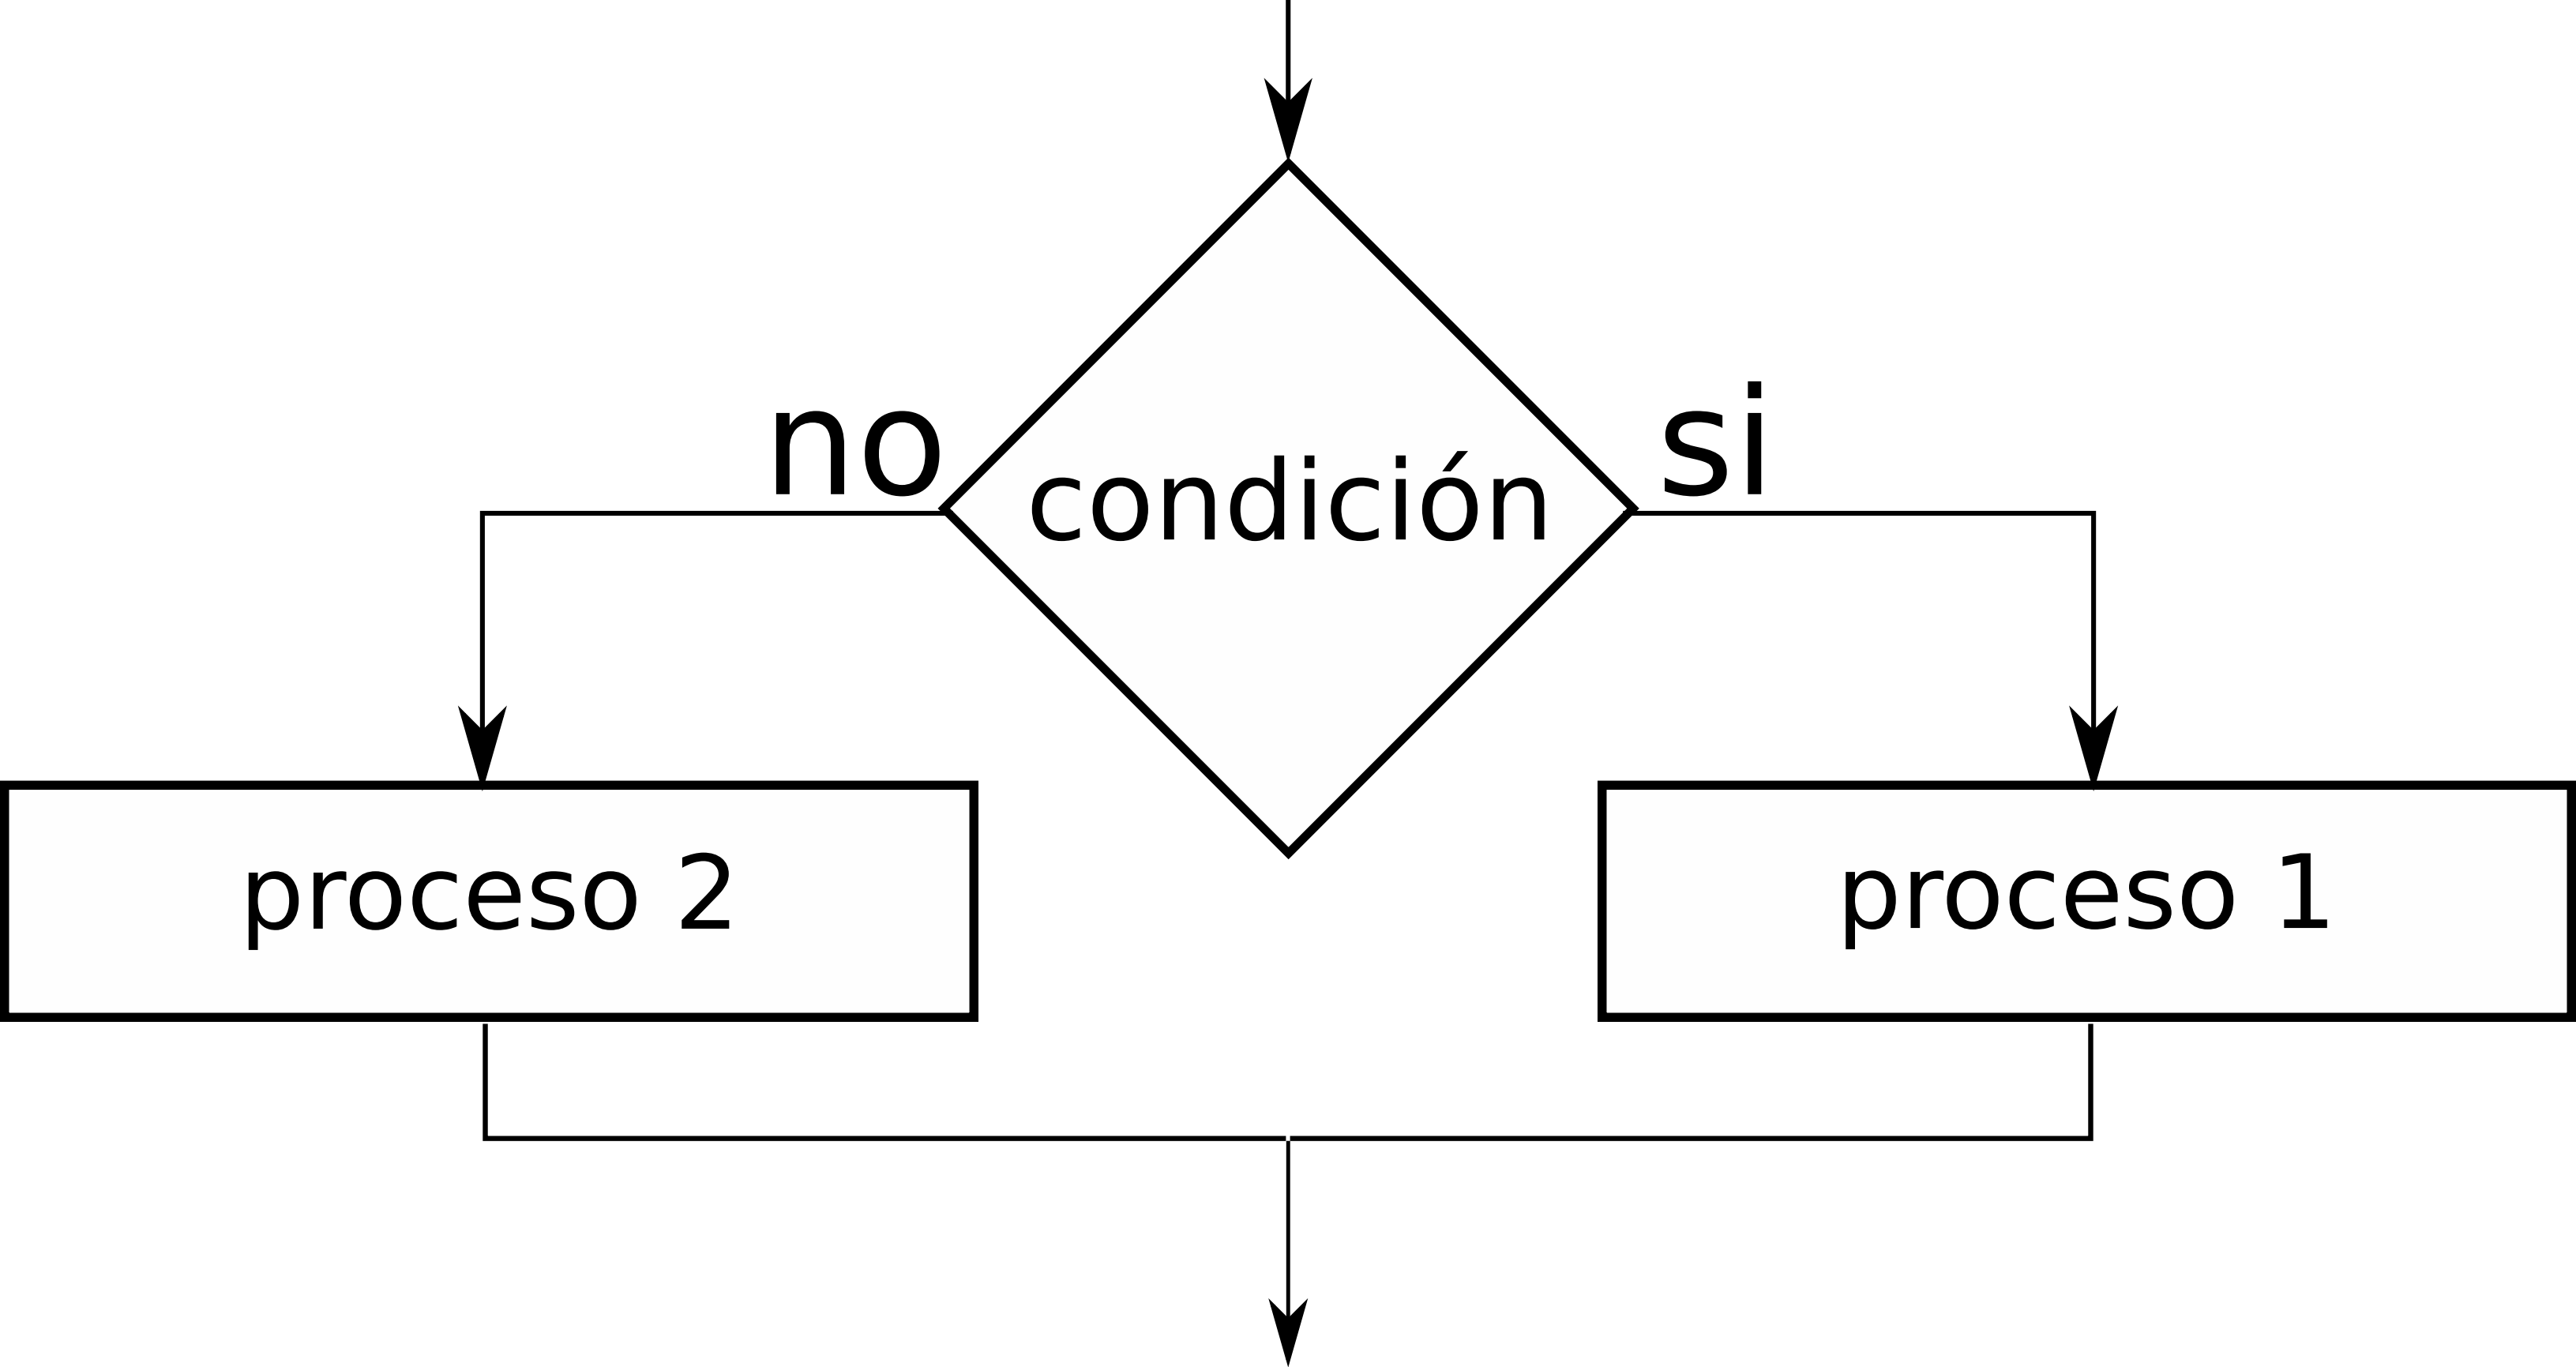 no
si
condición
proceso 2
proceso 1